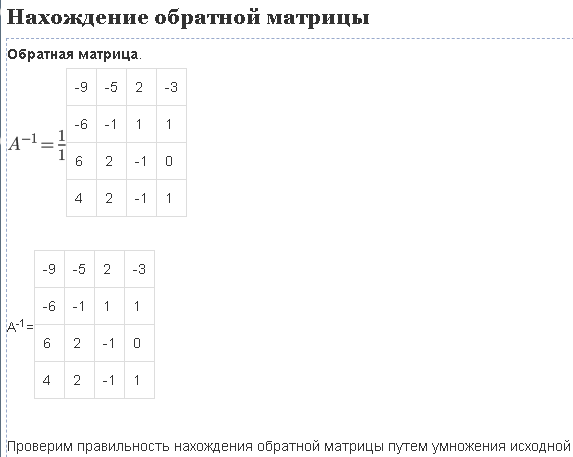 Нахождение обратной матрицы
Обратная матрица.
-9 -5 2 -3
-6 -1 1 1
A⁻¹ = 1/1
6 2 -1 0
4 2 -1 1
-9 -5 2 -3
-6 -1 1 1
A⁻¹=
6 2 -1 0
4 2 -1 1
Проверим правильность нахождения обратной матрицы путем умножения исходной